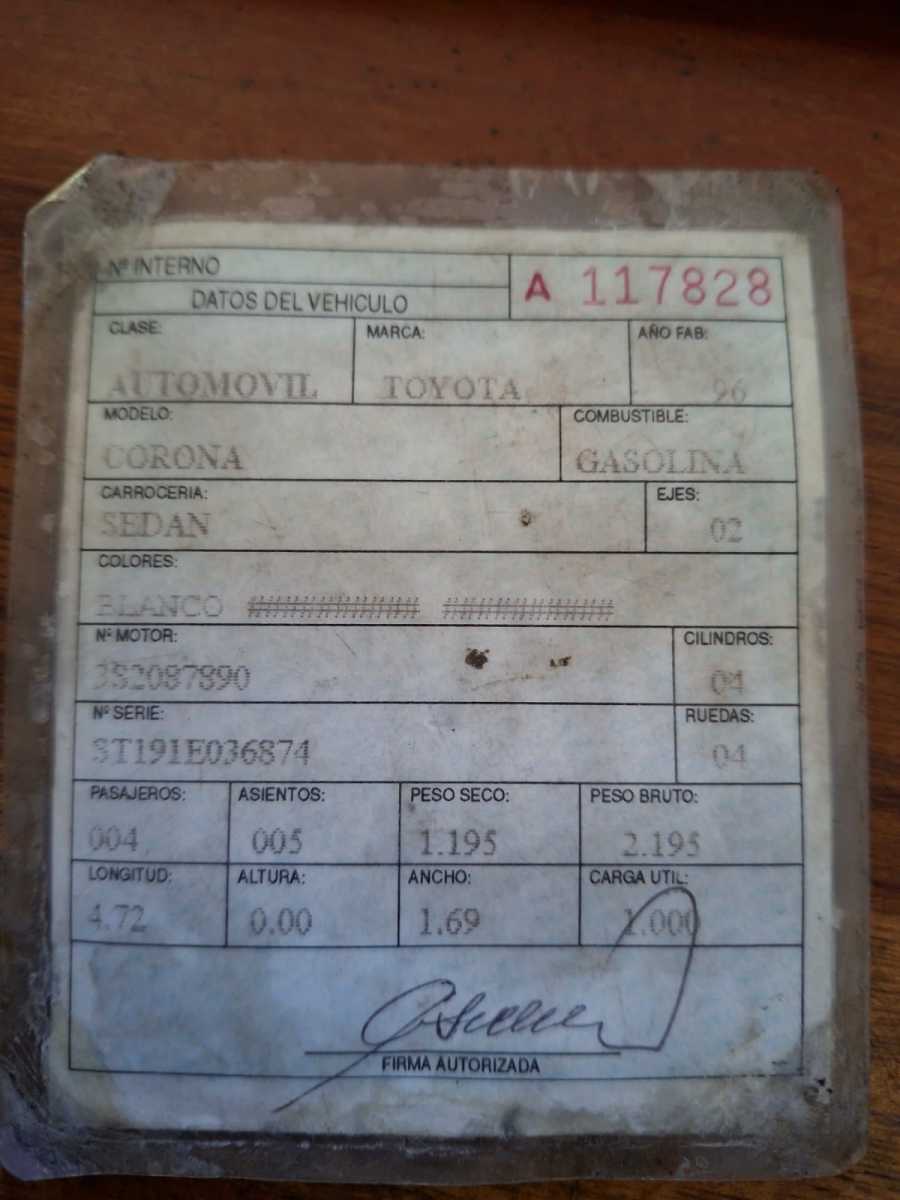 Nº INTERNO
A 117828
DATOS DEL VEHICULO
CLASE: MARCA: AÑO FAB:
AUTOMOVIL TOYOTA 96
MODELO: COMBUSTIBLE:
CORONA GASOLINA
CARROCERIA: EJES:
SEDAN 02
COLORES:
BLANCO
Nº MOTOR: CILINDROS:
3S2087890 04
Nº SERIE: RUEDAS:
ST191E036874 04
PASAJEROS: ASIENTOS: PESO SECO: PESO BRUTO:
004 005 1.195 2.195
LONGITUD: ALTURA: ANCHO: CARGA UTIL:
4.72 0.00 1.69 1.000
FIRMA AUTORIZADA